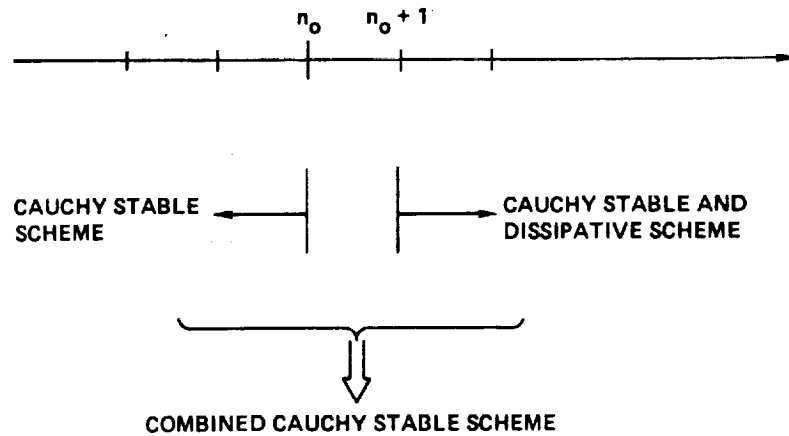 n₀ n₀ + 1
CAUCHY STABLE
SCHEME
CAUCHY STABLE AND
DISSIPATIVE SCHEME
COMBINED CAUCHY STABLE SCHEME